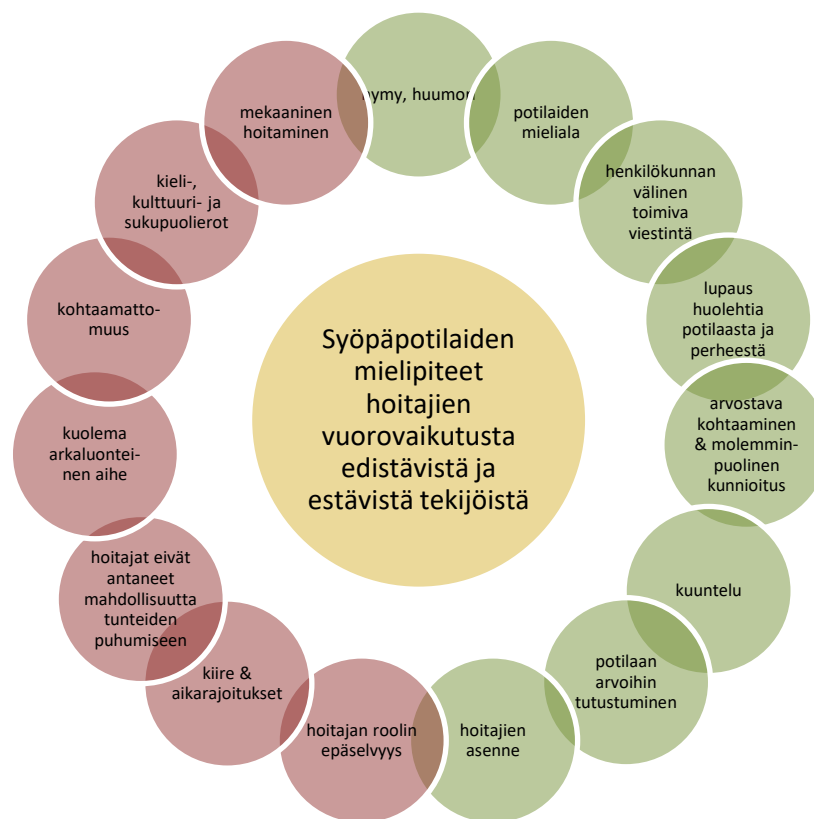 hymy, huumori
potilaiden
mieliala
henkilökunnan
välinen
toimiva
viestintä
lupaus
huolehtia
potilaasta ja
perheestä
arvostava
kohtaaminen
& molemmin-
puolinen
kunnioitus
kuuntelu
potilaan
arvoihin
tutustuminen
hoitajien
asenne
hoitajan roolin
epäselvyys
kiire &
aikarajoitukset
hoitajat eivät
antaneet
mahdollisuutta
tunteiden
puhumiseen
kuolema
arkaluontei-
nen aihe
kohtaamatto-
muus
kieli-,
kulttuuri- ja
sukupuolierot
mekaaninen
hoitaminen
Syöpäpotilaiden
mielipiteet
hoitajien
vuorovaikutusta
edistävistä ja
estävistä tekijöistä